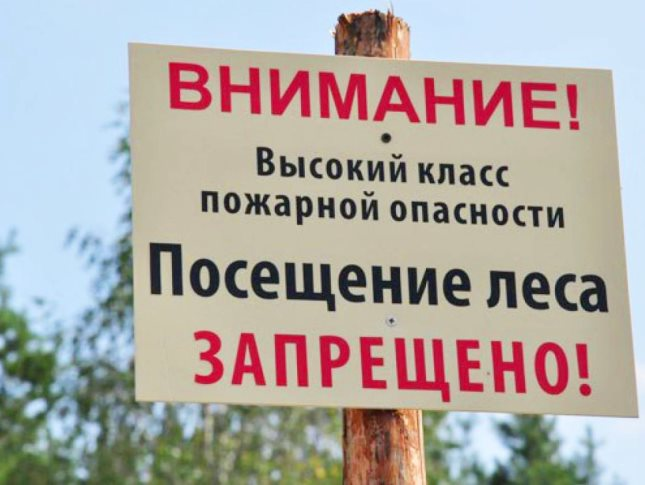 ВНИМАНИЕ!
Высокий класс
пожарной опасности
Посещение леса
ЗАПРЕЩЕНО!